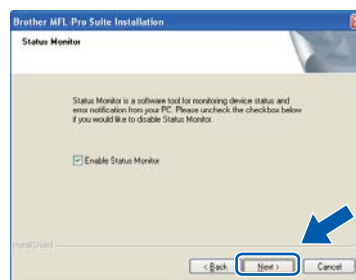 Brother MFL-Pro Suite Installation
Status Monitor
Status Monitor is a software tool for monitoring device status and
error notification from your PC. Please uncheck the checkbox below
if you would like to disable Status Monitor.
Enable Status Monitor
InstallShield
< Back
Next >
Cancel